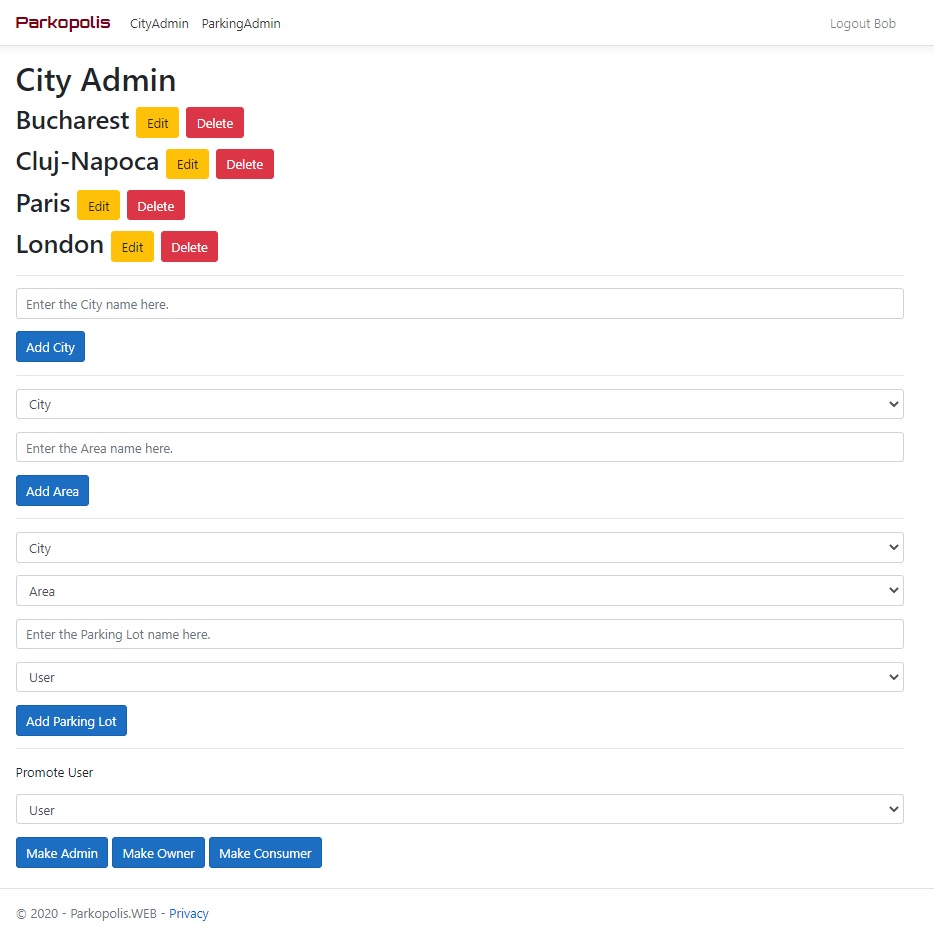 Parkopolis CityAdmin ParkingAdmin Logout Bob
City Admin
Bucharest Edit Delete
Cluj-Napoca Edit Delete
Paris Edit Delete
London Edit Delete
Enter the City name here.
Add City
City
Enter the Area name here.
Add Area
City
Area
Enter the Parking Lot name here.
User
Add Parking Lot
Promote User
User
Make Admin Make Owner Make Consumer
© 2020 - Parkopolis.WEB - Privacy